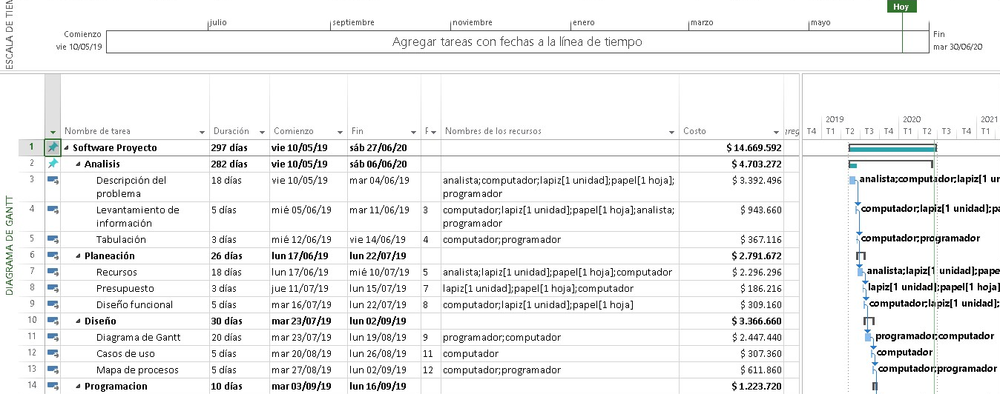 Hoy
julio septiembre noviembre enero marzo mayo
Comienzo
vie 10/05/19
Agregar tareas con fechas a la línea de tiempo
Fin
mar 30/06/20
ESCALA DE TIEM
DIAGRAMA DE GANTT
2019 2020 2021
Nombre de tarea Duración Comienzo Fin Nombres de los recursos Costo T4 T1 T2 T3 T4 T1 T2 T3 T4 T1
1 Software Proyecto 297 días vie 10/05/19 sáb 27/06/20 $ 14.669.592
2 Analisis 282 días vie 10/05/19 sáb 06/06/20 $ 4.703.272
3 Descripción del 18 días vie 10/05/19 mar 04/06/19 analista;computador;lapiz[1 unidad];papel[1 hoja]; $ 3.392.496 analista;computador;lapiz[1 un
problema programador
4 Levantamiento de 5 días mié 05/06/19 mar 11/06/19 3 computador;lapiz[1 unidad];papel[1 hoja];analista; $ 943.660 computador;lapiz[1 unidad];pa
información programador
5 Tabulación 3 días mié 12/06/19 vie 14/06/19 4 computador;programador $ 367.116 computador;programador
6 Planeación 26 días lun 17/06/19 lun 22/07/19 $ 2.791.672
7 Recursos 18 días lun 17/06/19 mié 10/07/19 5 analista;lapiz[1 unidad];papel[1 hoja];computador $ 2.296.296 analista;lapiz[1 unidad];pape
8 Presupuesto 3 días jue 11/07/19 lun 15/07/19 7 lapiz[1 unidad];papel[1 hoja];computador $ 186.216 lapiz[1 unidad];papel[1 hoja]
9 Diseño funcional 5 días mar 16/07/19 lun 22/07/19 8 computador;lapiz[1 unidad];papel[1 hoja] $ 309.160 computador;lapiz[1 unidad];
10 Diseño 30 días mar 23/07/19 lun 02/09/19 $ 3.366.660
11 Diagrama de Gantt 20 días mar 23/07/19 lun 19/08/19 9 programador;computador $ 2.447.440 programador;computador
12 Casos de uso 5 días mar 20/08/19 lun 26/08/19 11 computador $ 307.360 computador
13 Mapa de procesos 5 días mar 27/08/19 lun 02/09/19 12 computador;programador $ 611.860 computador;programador
14 Programacion 10 días mar 03/09/19 lun 16/09/19 $ 1.223.720